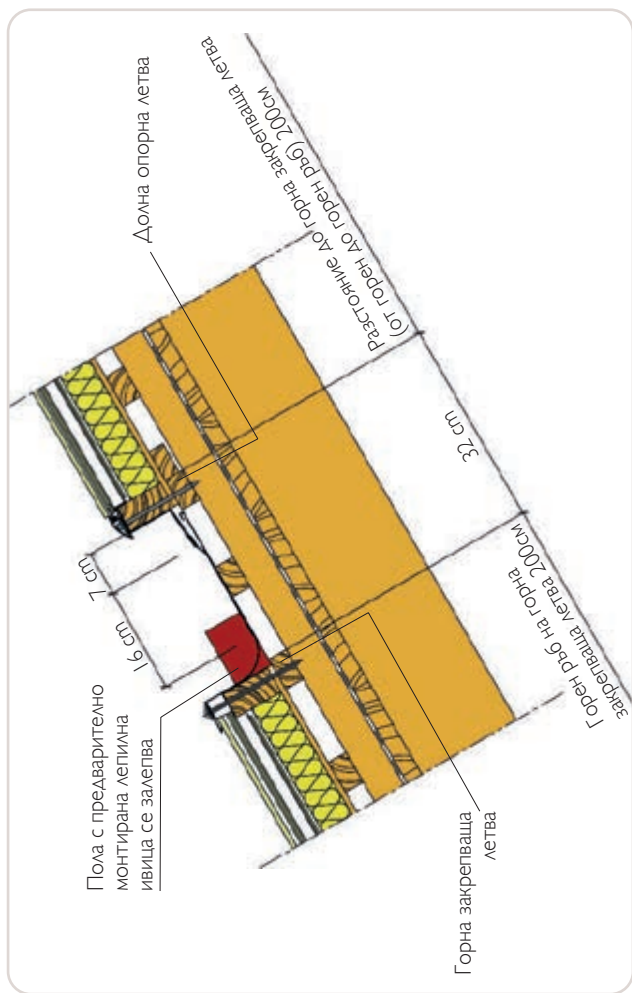 Пола с предварително
монтирана лепилна
ивица се залепва
16 cm
7 cm
Долна опорна летва
Горна закрепваща
летва
Горен ръб на горна
закрепваща летва 200см
32 cm
Разстояние до горна закрепваща летва
(от горен до горен ръб) 200см